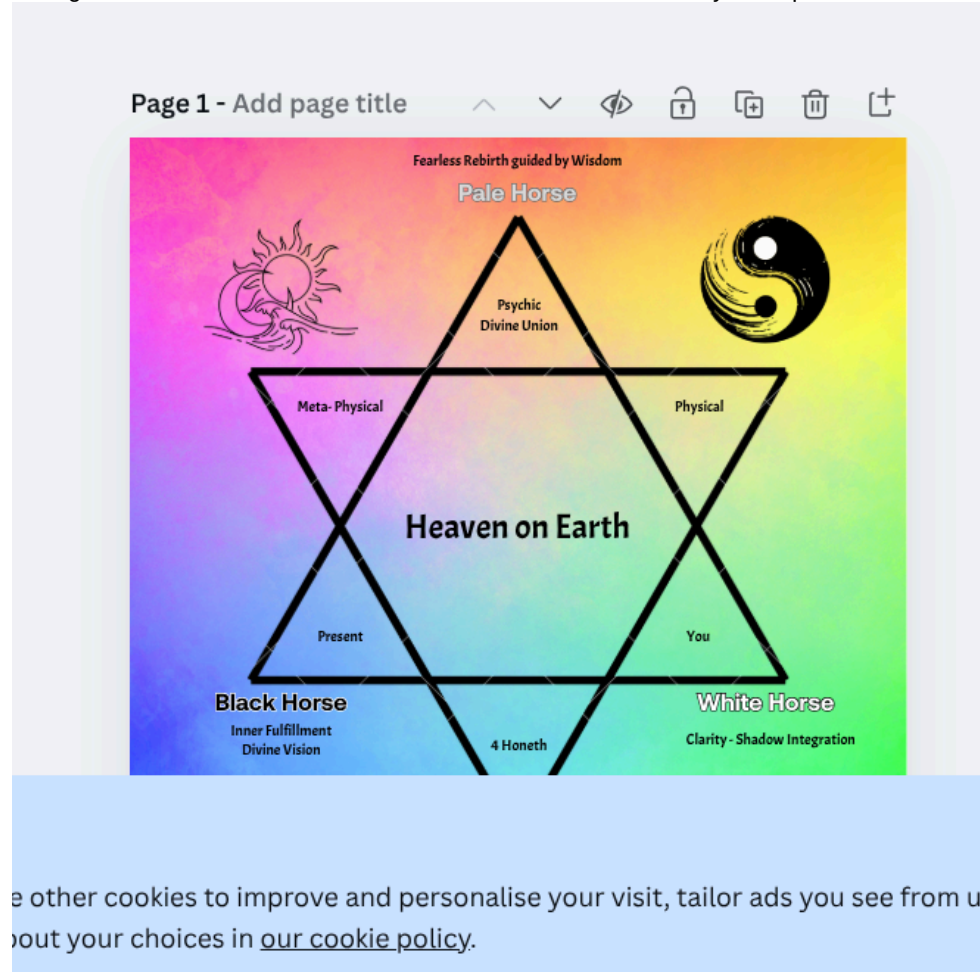 Page 1 - Add page title
Fearless Rebirth guided by Wisdom
Pale Horse
Psychic
Divine Union
Meta- Physical
Physical
Heaven on Earth
Present
You
Black Horse
White Horse
Inner Fulfillment
Divine Vision
Clarity - Shadow Integration
4 Honeth
other cookies to improve and personalise your visit, tailor ads you see from
your choices in our cookie policy.